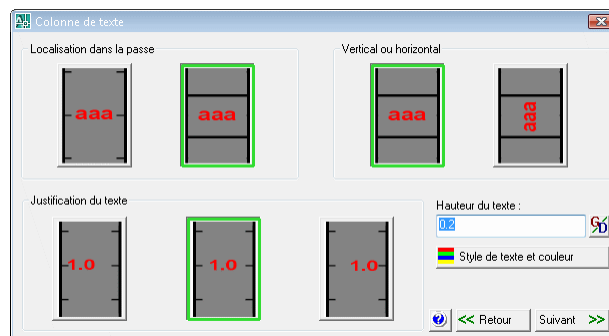 Colonne de texte
Localisation dans la passe
Vertical ou horizontal
aaa
aaa
aaa
aaa
Justification du texte
1.0
1.0
1.0
Hauteur du texte :
0.2
G/D
Style de texte et couleur
? << Retour Suivant >>